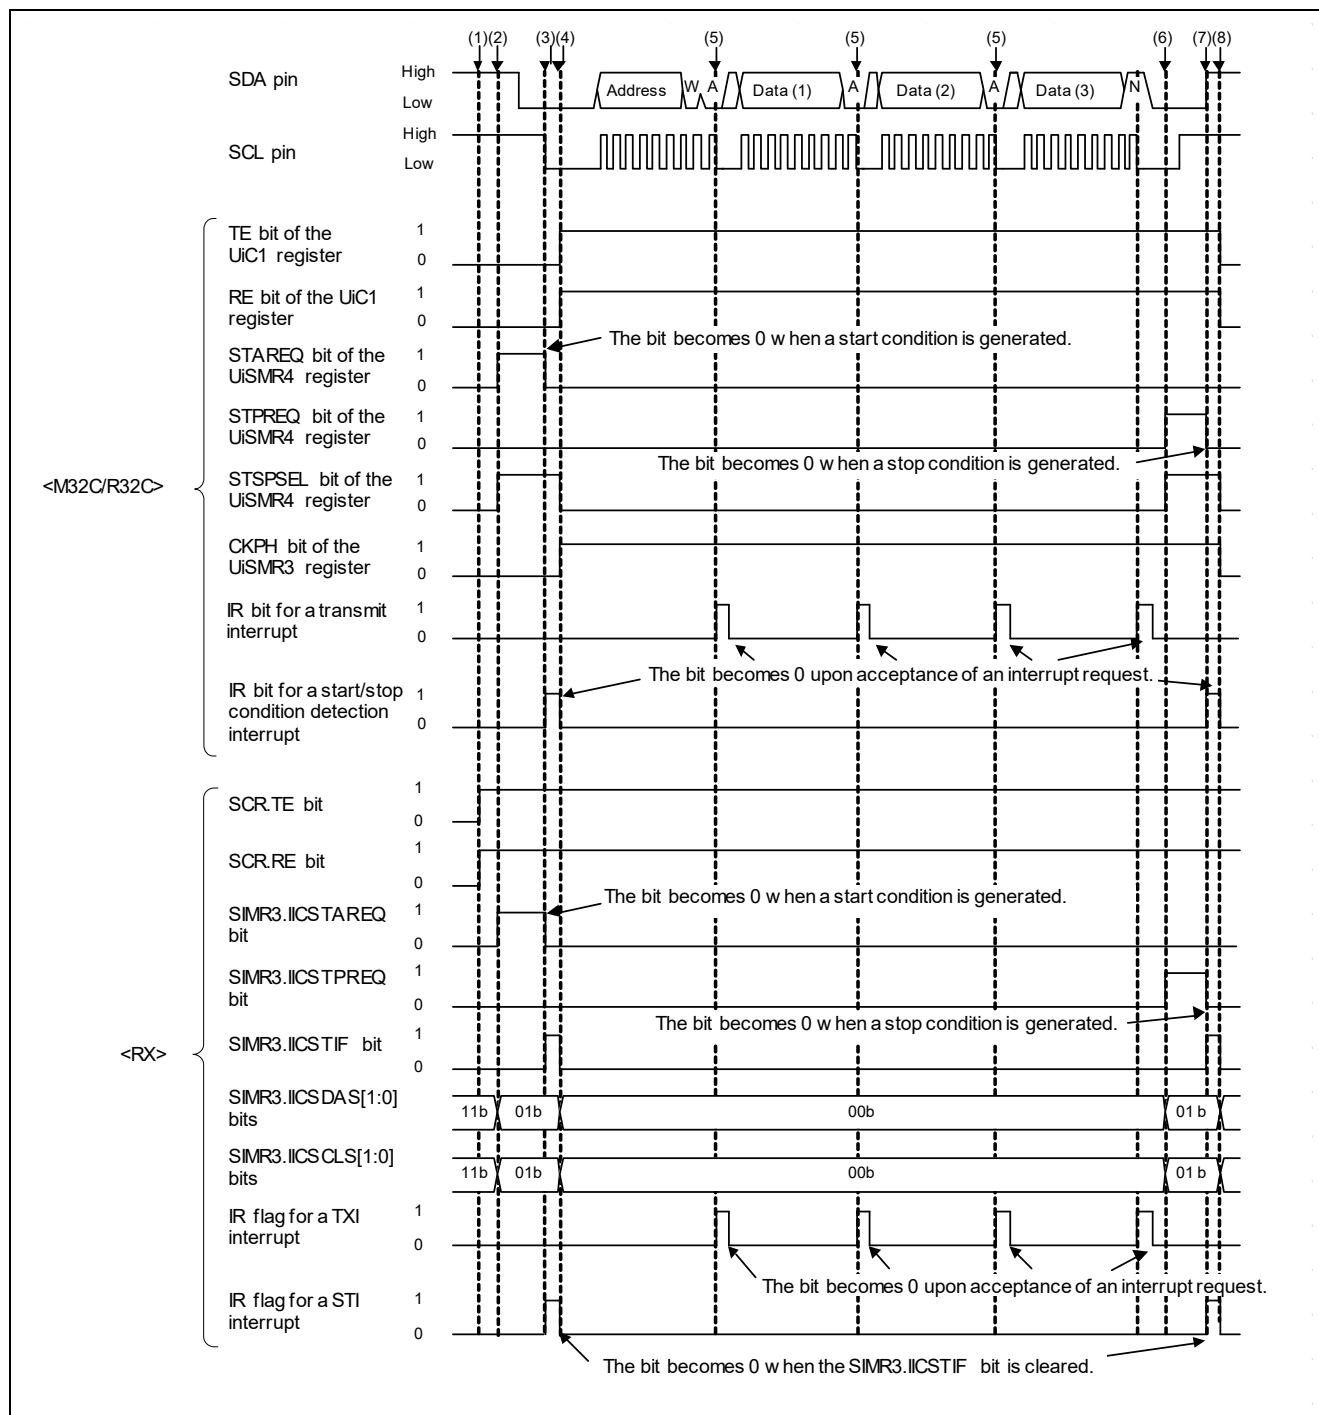 (1)(2) (3)(4) (5) (5) (5) (6) (7)(8)
SDA pin High
Low
Address W A Data (1) A Data (2) A Data (3) N
SCL pin High
Low
<M32C/R32C>
TE bit of the 1
UiC1 register 0
RE bit of the UiC1 1
register 0
The bit becomes 0 when a start condition is generated.
STAREQ bit of the 1
UiSMR4 register 0
STPREQ bit of the 1
UiSMR4 register 0
The bit becomes 0 when a stop condition is generated.
STSPSEL bit of the 1
UiSMR4 register 0
CKPH bit of the 1
UiSMR3 register 0
IR bit for a transmit 1
interrupt 0
The bit becomes 0 upon acceptance of an interrupt request.
IR bit for a start/stop 1
condition detection 0
interrupt
<RX>
SCR.TE bit 1
0
SCR.RE bit 1
0
The bit becomes 0 when a start condition is generated.
SIMR3.IICSTAREQ 1
bit 0
SIMR3.IICSTPREQ 1
bit 0
The bit becomes 0 when a stop condition is generated.
SIMR3.IICSTIF bit 1
0
SIMR3.IICSDAS[1:0] 11b 01b 00b 01 b
bits
SIMR3.IICSCLS[1:0] 11b 01b 00b 01 b
bits
IR flag for a TXI 1
interrupt 0
The bit becomes 0 upon acceptance of an interrupt request.
IR flag for a STI 1
interrupt 0
The bit becomes 0 when the SIMR3.IICSTIF bit is cleared.